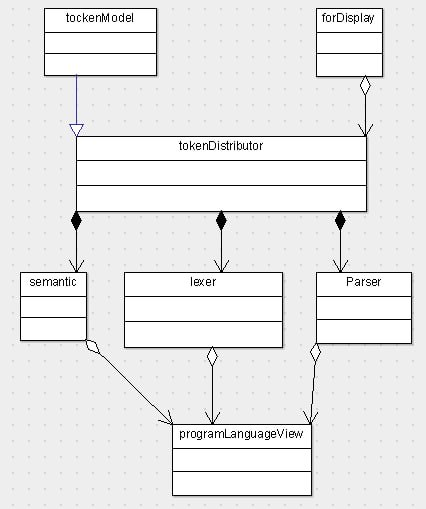 tockenModel
forDisplay
tokenDistributor
semantic
lexer
Parser
programLanguageView